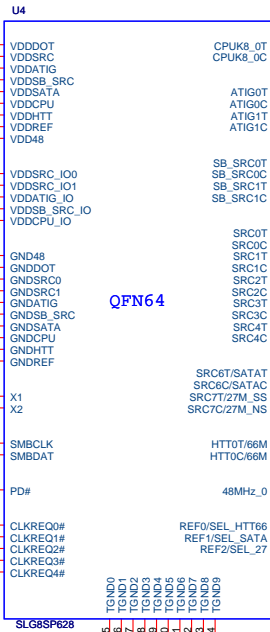 U4
VDDDOT CPUK8_0T
VDDSRC CPUK8_0C
VDDATIG
VDDSB_SRC
VDDSATA ATIG0T
VDDCPU ATIG0C
VDDHTT ATIG1T
VDDREF ATIG1C
VDD48
SB_SRC0T
VDDSRC_IO0 SB_SRC0C
VDDSRC_IO1 SB_SRC1T
VDDATIG_IO SB_SRC1C
VDDSB_SRC_IO
VDDCPU_IO
SRC0T
SRC0C
GND48 SRC1T
GNDDOT SRC1C
GNDSRC0 SRC2T
GNDSRC1 SRC2C
GNDATIG QFN64 SRC3T
GNDSB_SRC SRC3C
GNDSATA SRC4T
GNDCPU SRC4C
GNDHTT
GNDREF
SRC6T/SATAT
SRC6C/SATAC
X1 SRC7T/27M_SS
X2 SRC7C/27M_NS
SMBCLK HTT0T/66M
SMBDAT HTT0C/66M
PD# 48MHz_0
CLKREQ0# REF0/SEL_HTT66
CLKREQ1# REF1/SEL_SATA
CLKREQ2# REF2/SEL_27
CLKREQ3#
CLKREQ4#
TGND0
TGND1
TGND2
TGND3
TGND4
TGND5
TGND6
TGND7
TGND8
TGND9
SLG8SP628